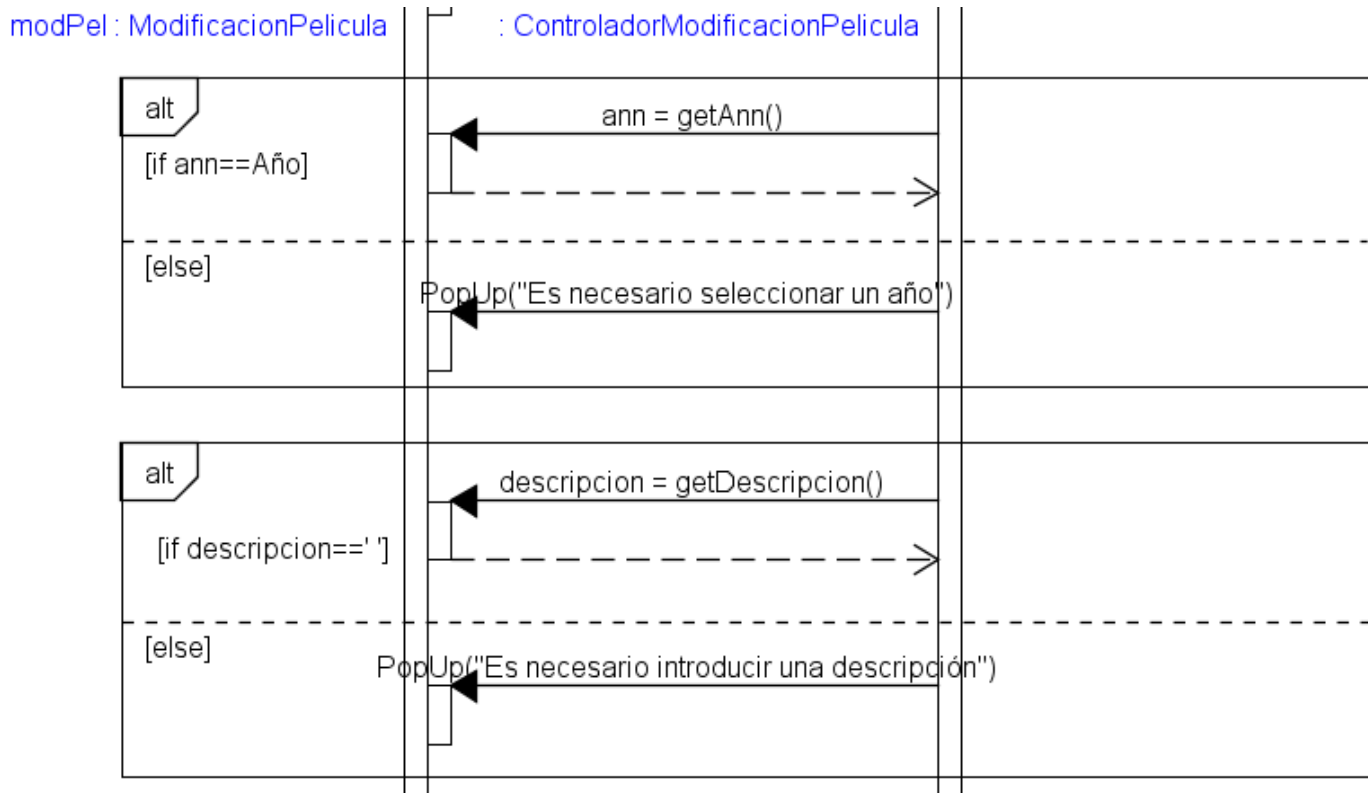 modPel : ModificacionPelicula
: ControladorModificacionPelicula
alt
ann = getAnn()
[if ann==Año]
[else]
PopUp("Es necesario seleccionar un año")
alt
descripcion = getDescripcion()
[if descripcion==' ']
[else]
PopUp("Es necesario introducir una descripción")